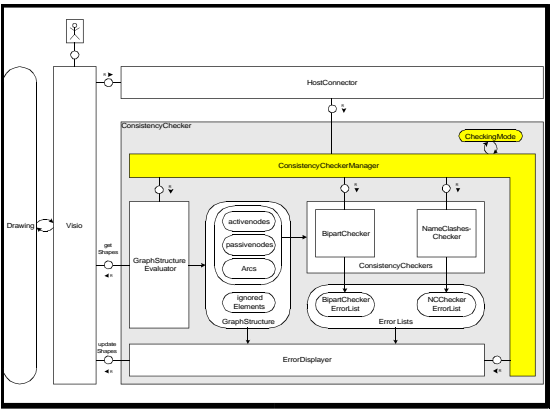 R
HostConnector
R
ConsistencyChecker
CheckingMode
ConsistencyCheckerManager
R
R
R
Drawing
Visio
get
Shapes
R
GraphStructure
Evaluator
activenodes
passivenodes
Arcs
ignored
Elements
GraphStructure
BipartChecker
NameClashes-
Checker
ConsistencyCheckers
BipartChecker
ErrorList
NCChecker
ErrorList
Error Lists
update
Shapes
R
ErrorDisplayer
R